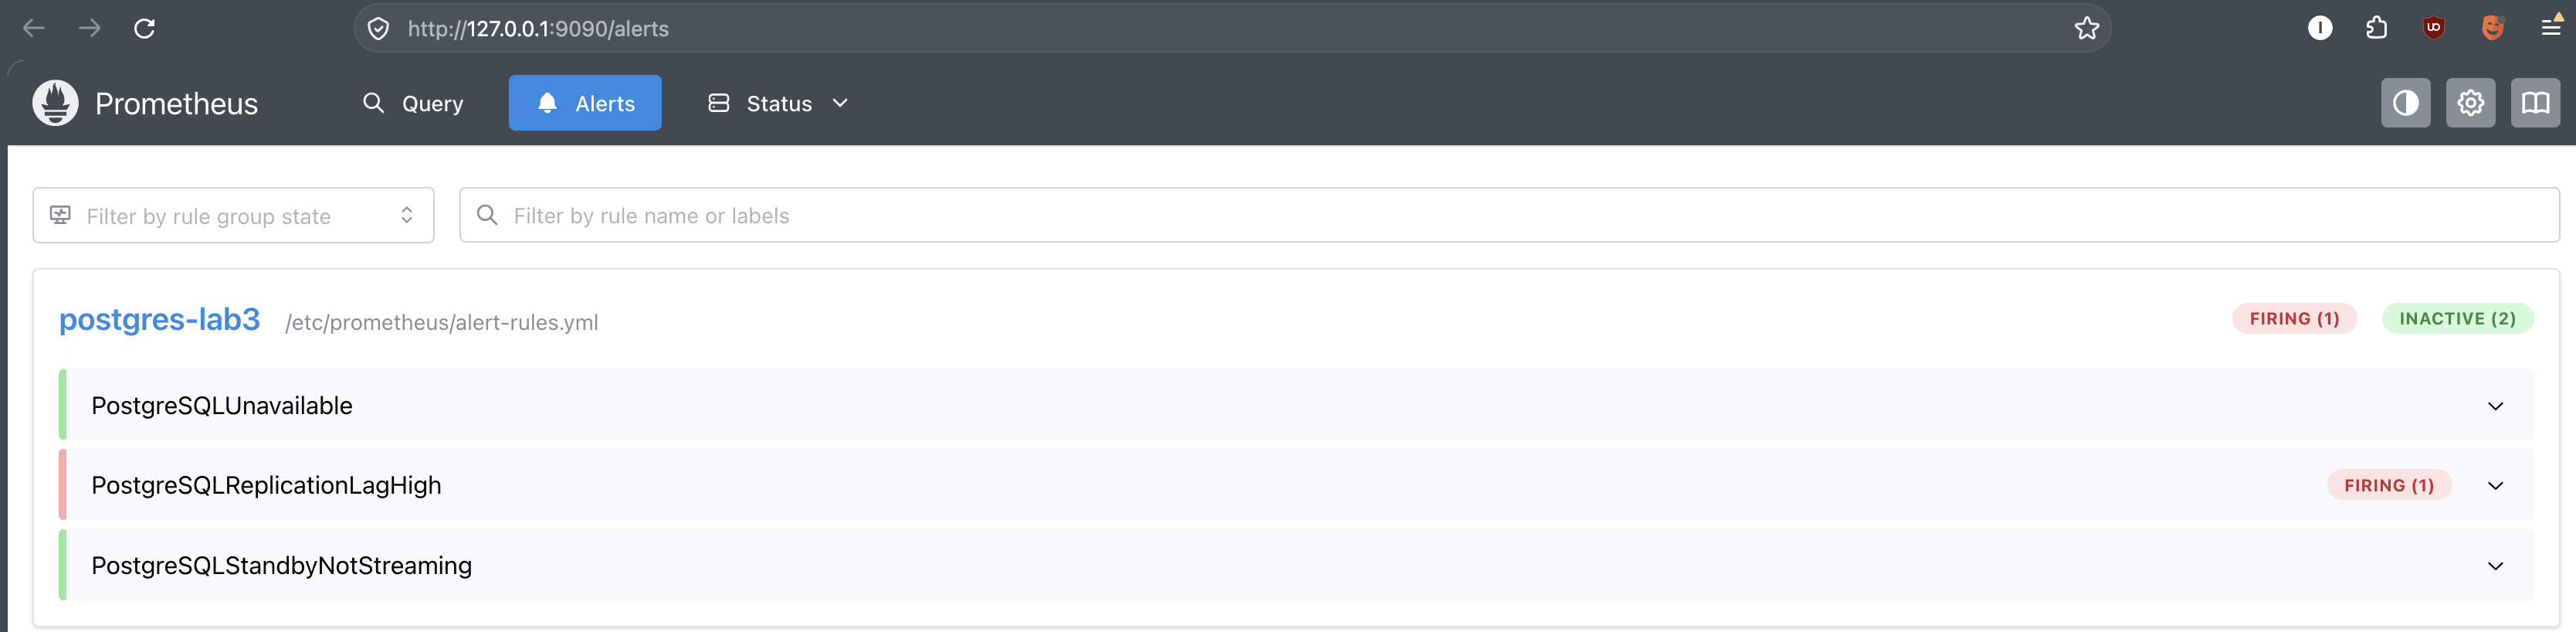 http://127.0.0.1:9090/alerts
Prometheus Query Alerts Status
Filter by rule group state Filter by rule name or labels
postgres-lab3 /etc/prometheus/alert-rules.yml FIRING (1) INACTIVE (2)
PostgreSQLUnavailable
PostgreSQLReplicationLagHigh FIRING (1)
PostgreSQLStandbyNotStreaming